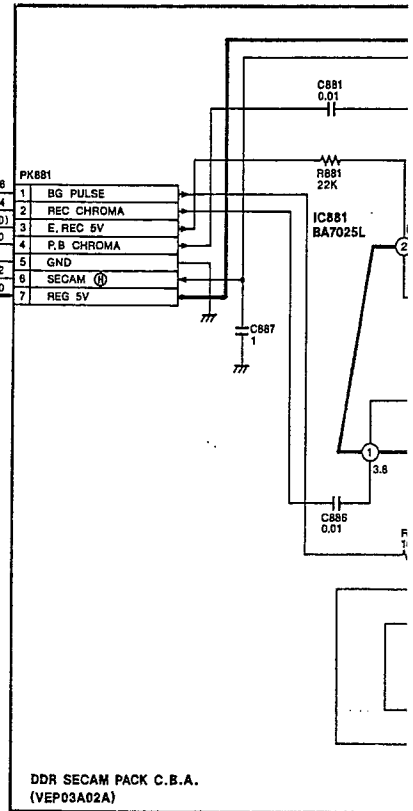 C881
0.01
R881
22K
IC881
BA7025L
PK881
1 BG PULSE
2 REC CHROMA
3 E, REC 5V
4 P,B CHROMA
5 GND
6 SECAM Ⓗ
7 REG 5V
2
C887
1
1
3.8
C886
0.01
DDR SECAM PACK C.B.A.
(VEP03A02A)